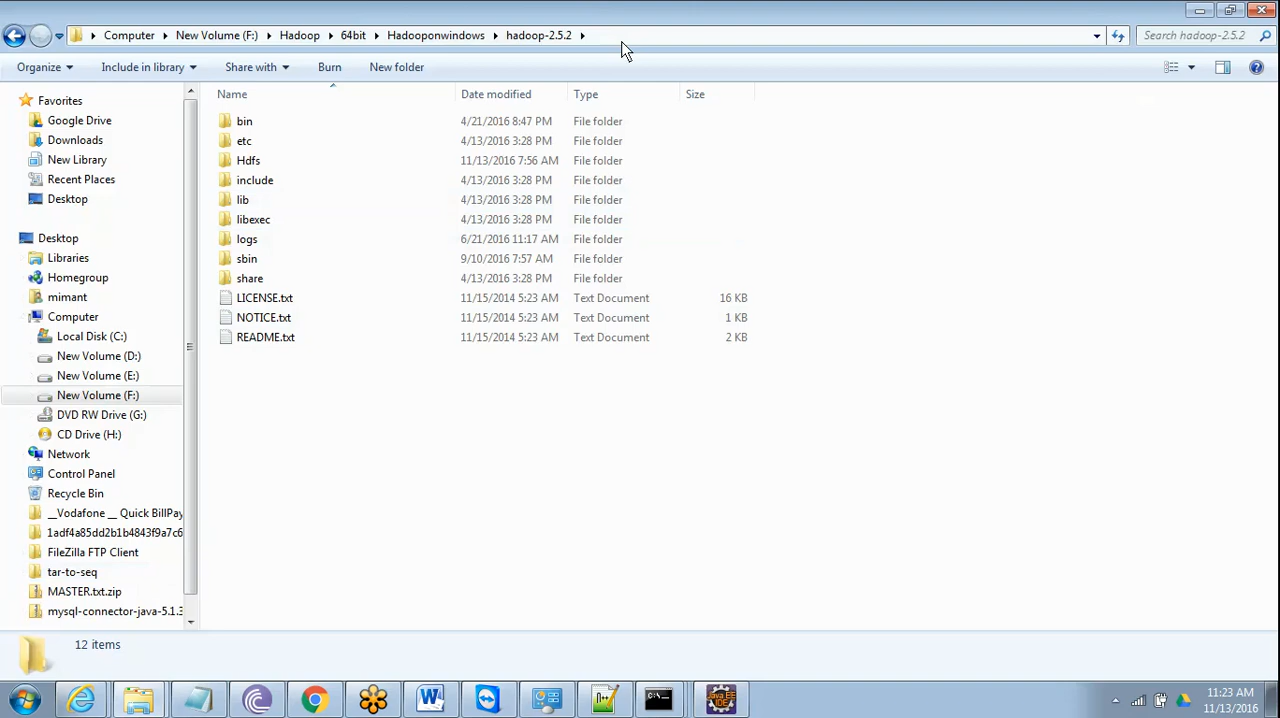 Computer New Volume (F:) Hadoop 64bit Hadooponwindows hadoop-2.5.2 Search hadoop-2.5.2
Organize Include in library Share with Burn New folder
Name Date modified Type Size
Favorites
Google Drive
Downloads
New Library
Recent Places
Desktop
Desktop
Libraries
Homegroup
mimant
Computer
Local Disk (C:)
New Volume (D:)
New Volume (E:)
New Volume (F:)
DVD RW Drive (G:)
CD Drive (H:)
Network
Control Panel
Recycle Bin
__Vodafone __ Quick BillPay
1adf4a85dd2b1b4843f9a7c6
FileZilla FTP Client
tar-to-seq
MASTER.txt.zip
mysql-connector-java-5.1.3
bin 4/21/2016 8:47 PM File folder
etc 4/13/2016 3:28 PM File folder
Hdfs 11/13/2016 7:56 AM File folder
include 4/13/2016 3:28 PM File folder
lib 4/13/2016 3:28 PM File folder
libexec 4/13/2016 3:28 PM File folder
logs 6/21/2016 11:17 AM File folder
sbin 9/10/2016 7:57 AM File folder
share 4/13/2016 3:28 PM File folder
LICENSE.txt 11/15/2014 5:23 AM Text Document 16 KB
NOTICE.txt 11/15/2014 5:23 AM Text Document 1 KB
README.txt 11/15/2014 5:23 AM Text Document 2 KB
12 items
11:23 AM
11/13/2016